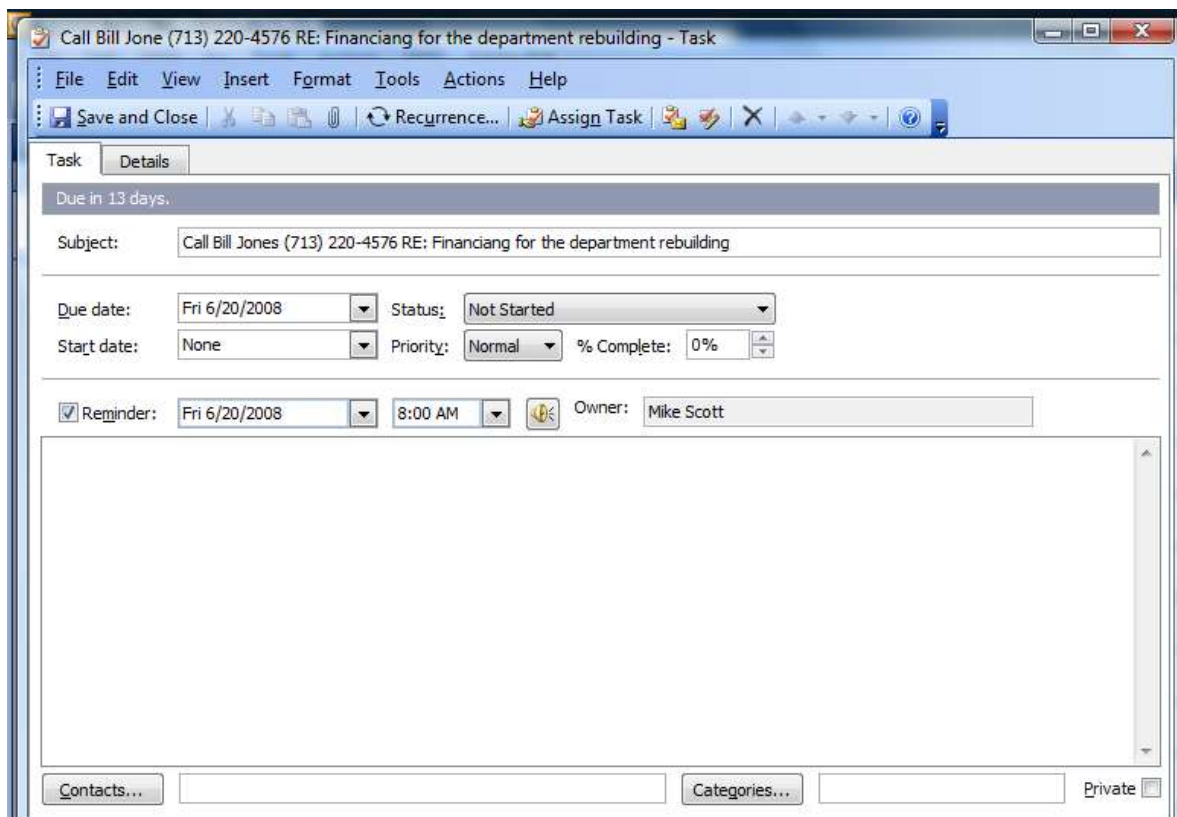 Call Bill Jone (713) 220-4576 RE: Financiang for the department rebuilding - Task
File Edit View Insert Format Tools Actions Help
Save and Close Recurrence... Assign Task
Task Details
Due in 13 days.
Subject: Call Bill Jones (713) 220-4576 RE: Financiang for the department rebuilding
Due date: Fri 6/20/2008 Status: Not Started
Start date: None Priority: Normal % Complete: 0%
Reminder: Fri 6/20/2008 8:00 AM Owner: Mike Scott
Contacts... Categories... Private